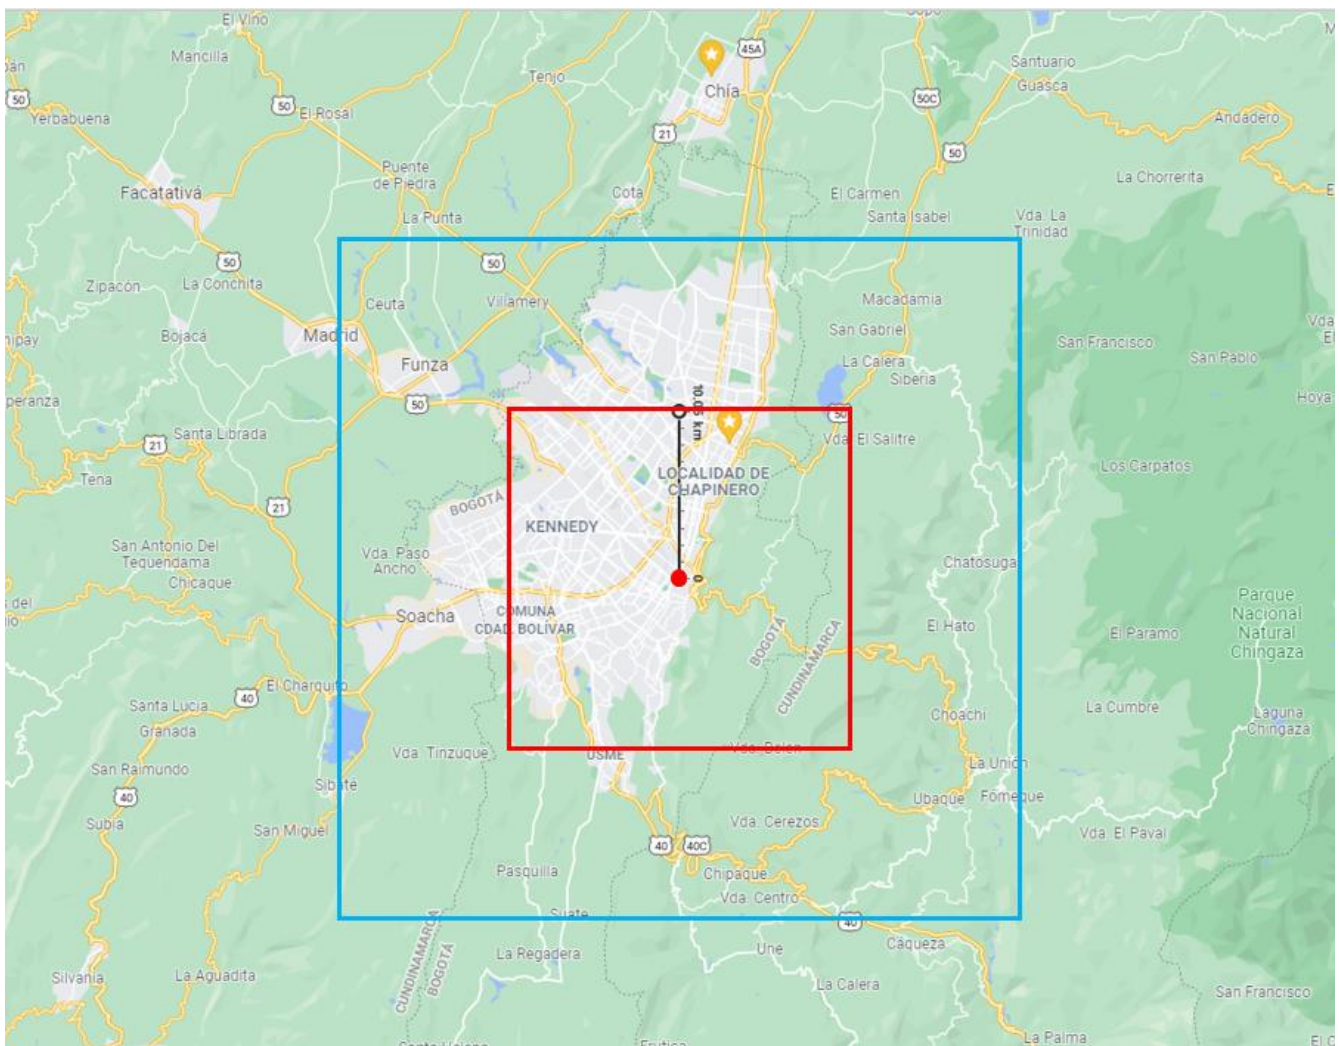 El Vino
Mancilla
45A
Tenjo
Chía
Santuario
Guasca
50
50
50C
El Rosal
Yerbabuena
Andadero
21
50
Puente
de Piedra
La Chorrerita
Facatativá
Cota
El Carmen
La Punta
Santa Isabel
Vda. La
Trinidad
50
50
La Conchita
Zipacón
Ceuta
Villamery
Macadamia
Bojacá
Madrid
San Gabriel
San Francisco
San Pablo
Funza
La Calera
Siberia
10,05 km
50
50
Santa Librada
21
Vda. El Salitre
Los Carpatos
Tena
LOCALIDAD DE
CHAPINERO
BOGOTÁ
21
KENNEDY
San Antonio Del
Tequendama
Vda. Paso
Ancho
Chatosuga
Chicaque
0
Parque
Nacional
Natural
Chingaza
Soacha
COMUNA
CDAD. BOLÍVAR
El Hato
El Paramo
BOGOTÁ
CUNDINAMARCA
El Charquito
40
Santa Lucia
Granada
Choachí
La Cumbre
Laguna
Chingaza
Vda. Tinzuque
USME
La Unión
San Raimundo
Sibaté
40
Ubaque
Fómeque
Subia
San Miguel
Vda. Cerezos
Vda. El Paval
40
40C
Pasquilla
Chipaque
Vda. Centro
40
CUNDINAMARCA
BOGOTÁ
Une
Cáqueza
La Regadera
Silvania
La Aguadita
La Calera
San Francisco
La Palma